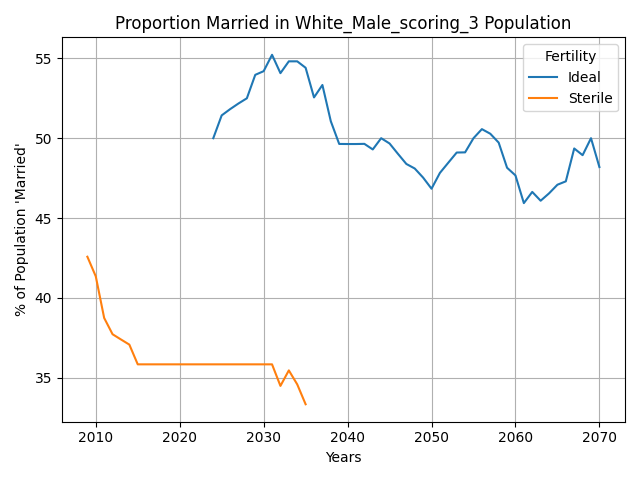 Proportion Married in White_Male_scoring_3 Population
Fertility
Ideal
Sterile
% of Population 'Married'
55
50
45
40
35
2010 2020 2030 2040 2050 2060 2070
Years